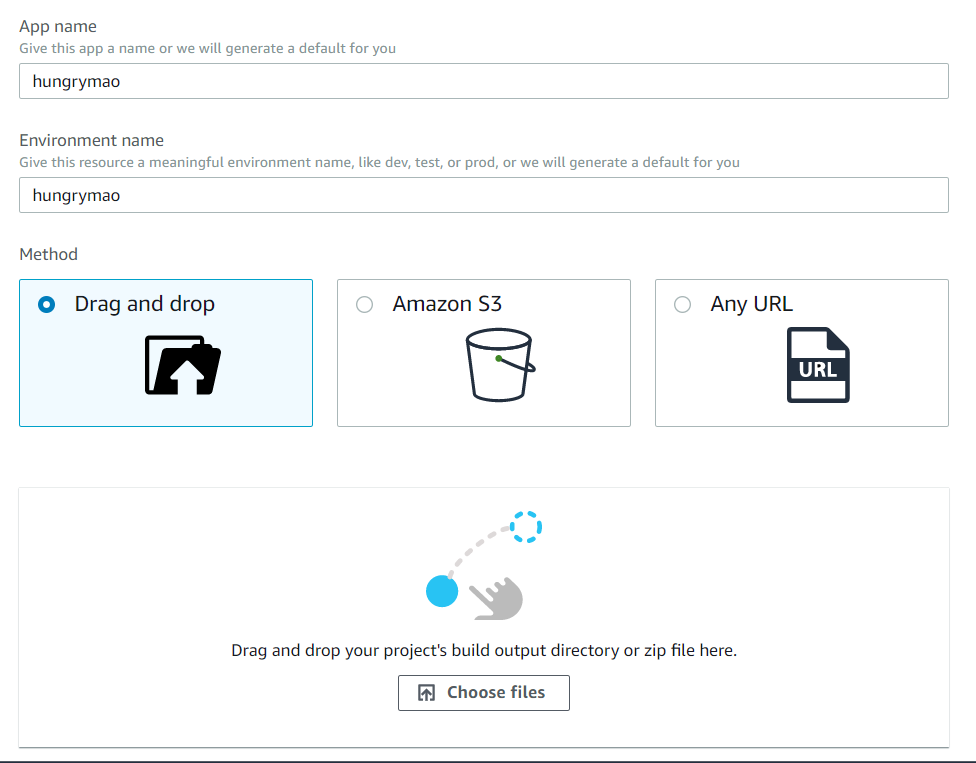 App name
Give this app a name or we will generate a default for you
hungrymao
Environment name
Give this resource a meaningful environment name, like dev, test, or prod, or we will generate a default for you
hungrymao
Method
Drag and drop
Amazon S3
Any URL
URL
Drag and drop your project's build output directory or zip file here.
Choose files